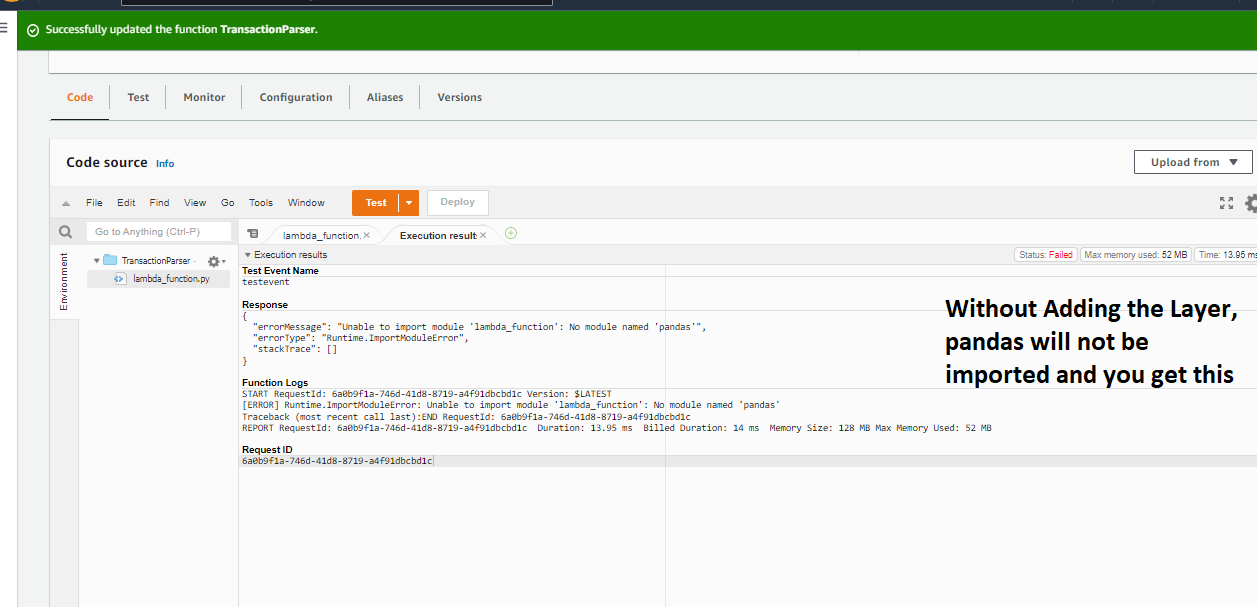 Successfully updated the function TransactionParser.
Code Test Monitor Configuration Aliases Versions
Code source Info
Upload from
File Edit Find View Go Tools Window Test Deploy
Go to Anything (Ctrl-P)
lambda_function.
Execution result
Environment
TransactionParser -
lambda_function.py
Execution results
Status: Failed
Max memory used: 52 MB
Time: 13.95 ms
Test Event Name
testevent
Response
{
"errorMessage": "Unable to import module 'lambda_function': No module named 'pandas'",
"errorType": "Runtime.ImportModuleError",
"stackTrace": []
}
Function Logs
START RequestId: 6a0b9f1a-746d-41d8-8719-a4f91dbcbd1c Version: $LATEST
[ERROR] Runtime.ImportModuleError: Unable to import module 'lambda_function': No module named 'pandas'
Traceback (most recent call last):END RequestId: 6a0b9f1a-746d-41d8-8719-a4f91dbcbd1c
REPORT RequestId: 6a0b9f1a-746d-41d8-8719-a4f91dbcbd1c Duration: 13.95 ms Billed Duration: 14 ms Memory Size: 128 MB Max Memory Used: 52 MB
Request ID
6a0b9f1a-746d-41d8-8719-a4f91dbcbd1c
Without Adding the Layer,
pandas will not be
imported and you get this